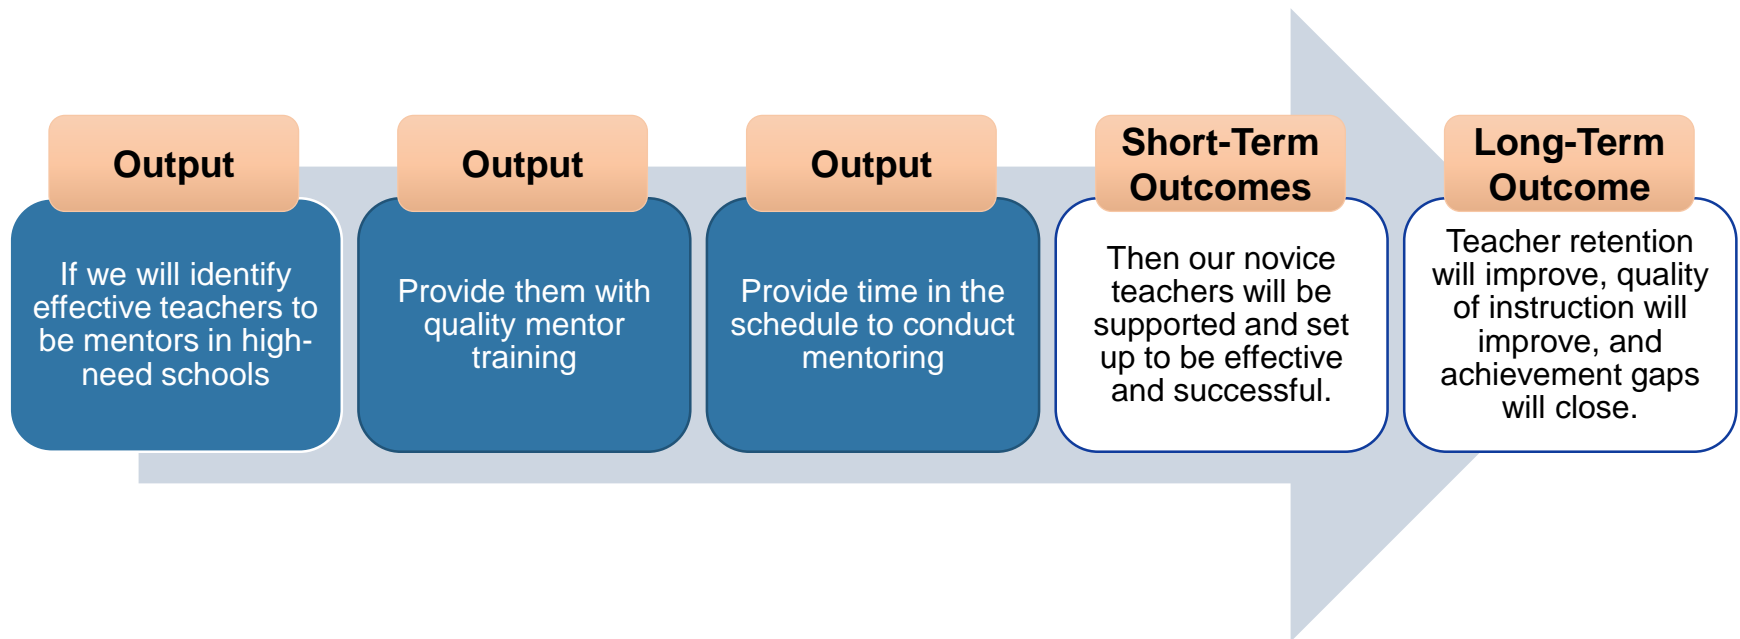 Output
If we will identify
effective teachers to
be mentors in high-
need schools
Output
Provide them with
quality mentor
training
Output
Provide time in the
schedule to conduct
mentoring
Short-Term
Outcomes
Then our novice
teachers will be
supported and set
up to be effective
and successful.
Long-Term
Outcome
Teacher retention
will improve, quality
of instruction will
improve, and
achievement gaps
will close.